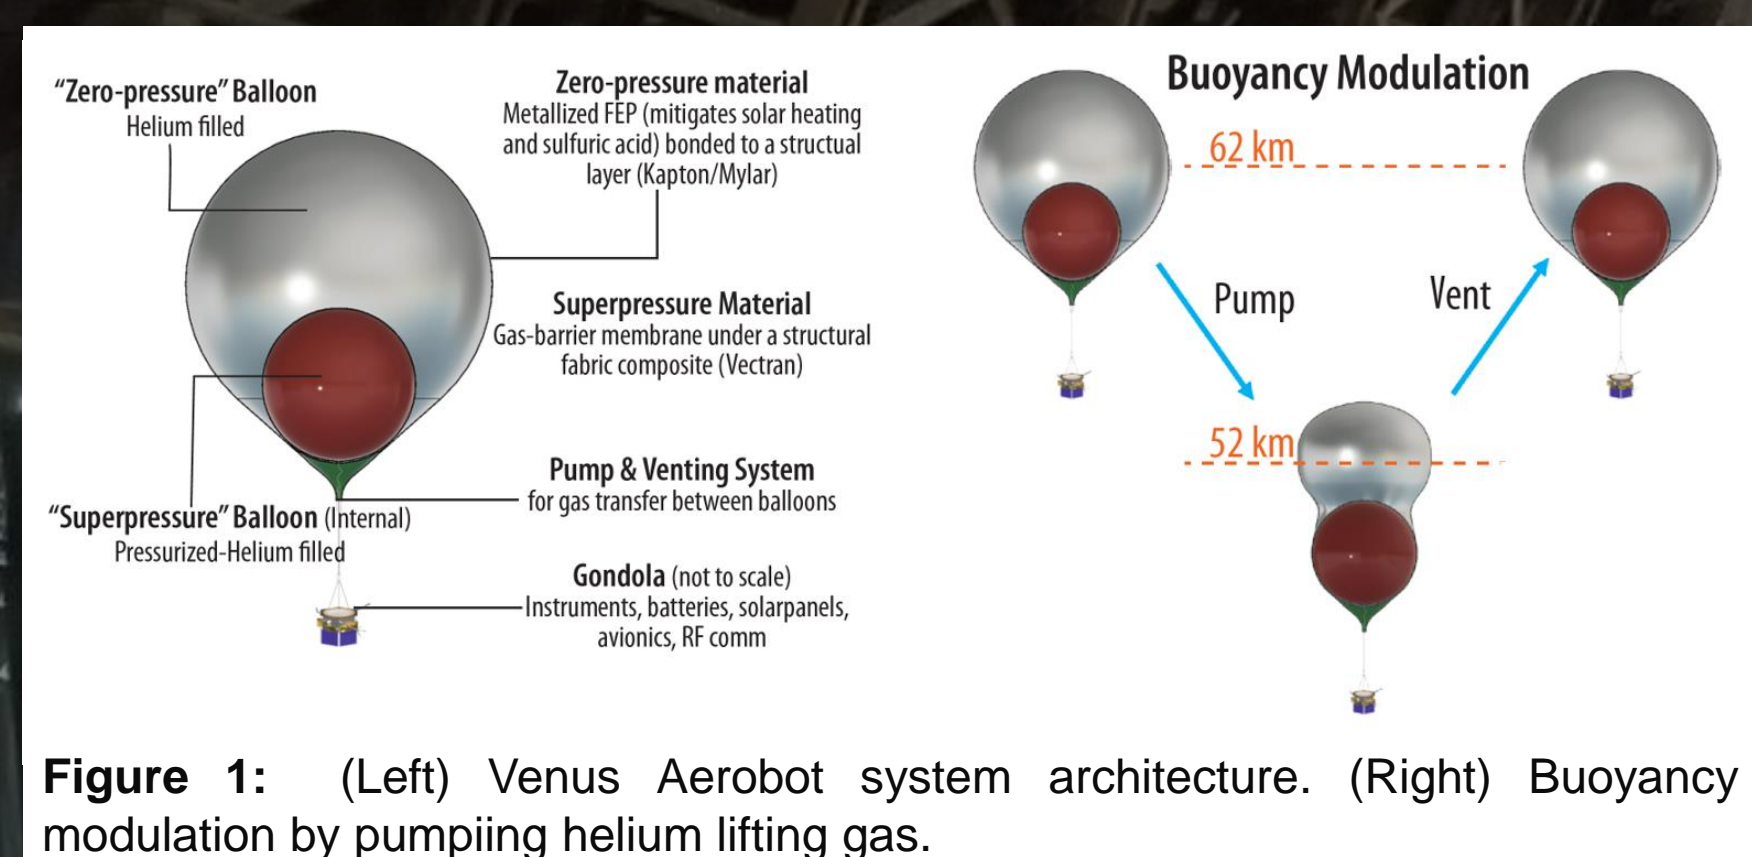 “Zero-pressure” Balloon
Helium filled
Zero-pressure material
Metallized FEP (mitigates solar heating
and sulfuric acid) bonded to a structual
layer (Kapton/Mylar)
Superpressure Material
Gas-barrier membrane under a structural
fabric composite (Vectran)
Pump & Venting System
for gas transfer between balloons
“Superpressure” Balloon (Internal)
Pressurized-Helium filled
Gondola (not to scale)
Instruments, batteries, solarpanels,
avionics, RF comm
Buoyancy Modulation
62 km
Pump
Vent
52 km
Figure 1: (Left) Venus Aerobot system architecture. (Right) Buoyancy
modulation by pumpiing helium lifting gas.